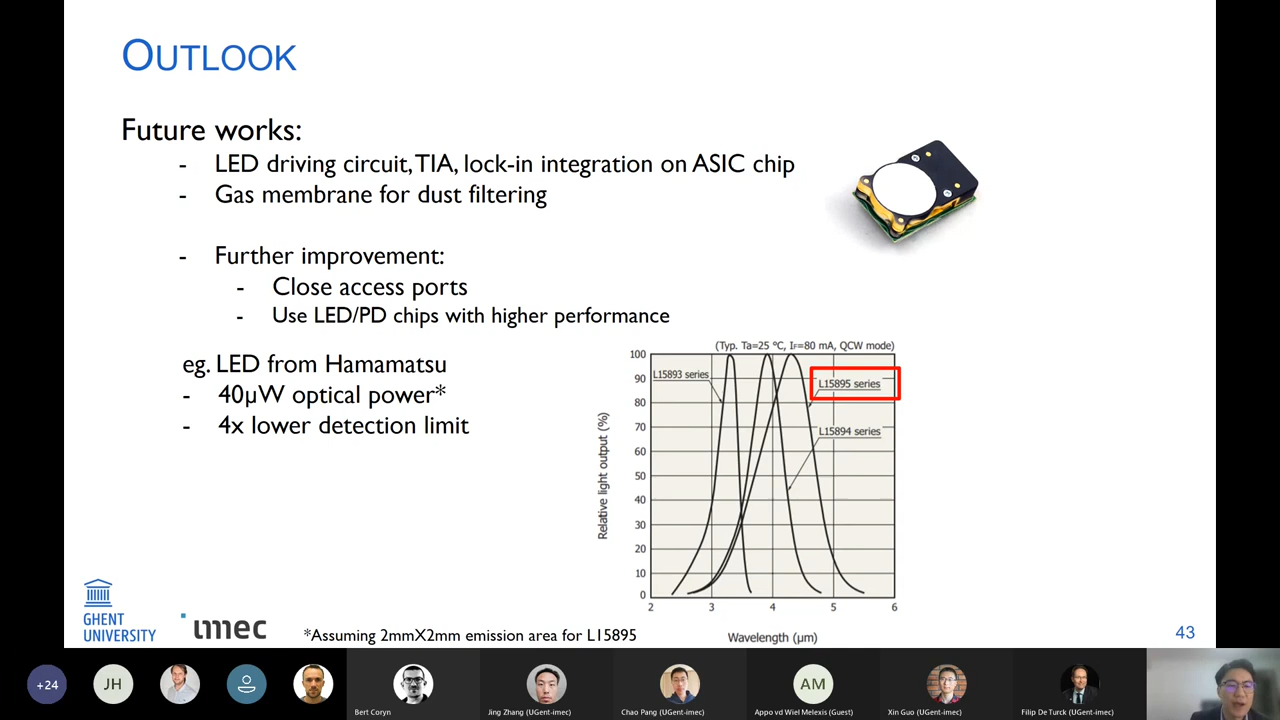 OUTLOOK
Future works:
- LED driving circuit, TIA, lock-in integration on ASIC chip
- Gas membrane for dust filtering
- Further improvement:
- Close access ports
- Use LED/PD chips with higher performance
eg. LED from Hamamatsu
- 40µW optical power*
- 4x lower detection limit
(Typ. Ta=25 °C, IF=80 mA, QCW mode)
Relative light output (%)
100
90
80
70
60
50
40
30
20
10
0
L15893 series
L15895 series
L15894 series
2 3 4 5 6
Wavelength (µm)
GHENT
UNIVERSITY
imec
*Assuming 2mmX2mm emission area for L15895
43
+24
JH
Bert Coryn
Jing Zhang (UGent-imec)
Chao Pang (UGent-imec)
AM
Appo vd Wiel Melexis (Guest)
Xin Guo (UGent-imec)
Filip De Turck (UGent-imec)